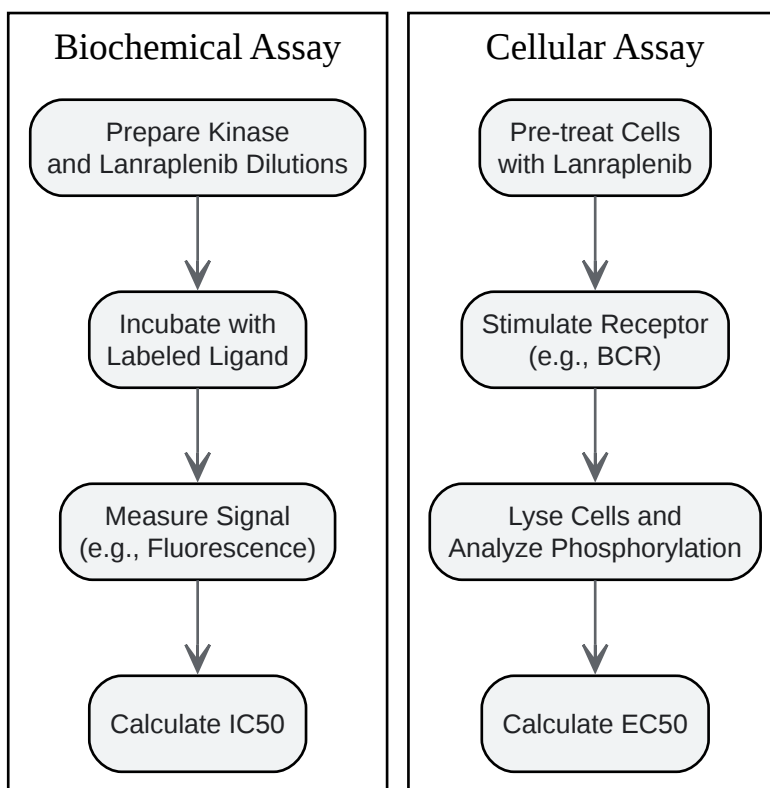 Biochemical Assay
Prepare Kinase
and Lanraplenib Dilutions
Incubate with
Labeled Ligand
Measure Signal
(e.g., Fluorescence)
Calculate IC50
Cellular Assay
Pre-treat Cells
with Lanraplenib
Stimulate Receptor
(e.g., BCR)
Lyse Cells and
Analyze Phosphorylation
Calculate EC50